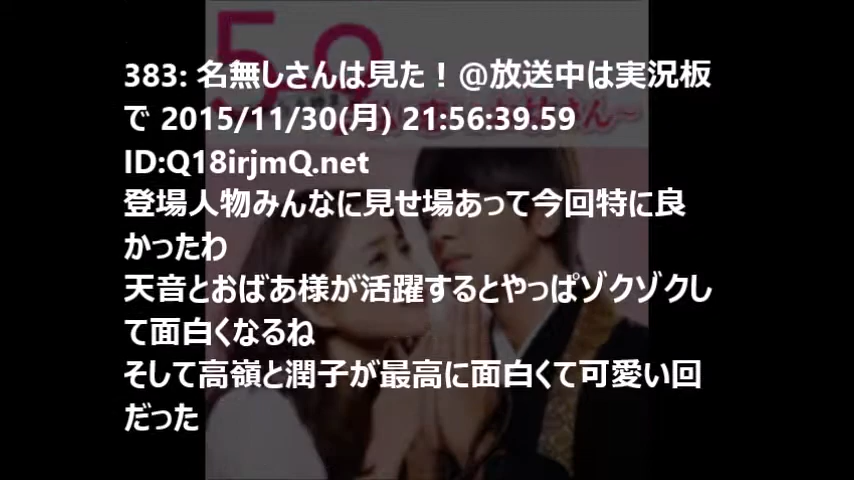 5→9
383: 名無しさんは見た！@放送中は実況板
で 2015/11/30(月) 21:56:39.59
さん～
ID:Q18irjmQ.net
登場人物みんなに見せ場あって今回特に良
かったわ
天音とおばあ様が活躍するとやっぱゾクゾクし
て面白くなるね
そして高嶺と潤子が最高に面白くて可愛い回
だった